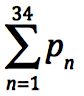 34
∑ pₙ
n=1